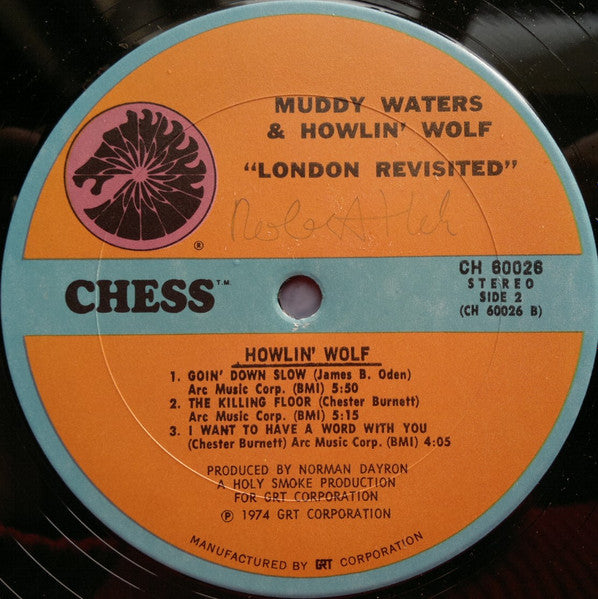 MUDDY WATERS
& HOWLIN' WOLF
"LONDON REVISITED"
®
CHESS™
CH 60026
STEREO
SIDE 2
(CH 60026 B)
HOWLIN' WOLF
1. GOIN' DOWN SLOW (James B. Oden)
Arc Music Corp. (BMI) 5:50
2. THE KILLING FLOOR (Chester Burnett)
Arc Music Corp. (BMI) 5:15
3. I WANT TO HAVE A WORD WITH YOU
(Chester Burnett) Arc Music Corp. (BMI) 4:05
PRODUCED BY NORMAN DAYRON
A HOLY SMOKE PRODUCTION
FOR GRT CORPORATION
℗ 1974 GRT CORPORATION
MANUFACTURED BY GRT CORPORATION